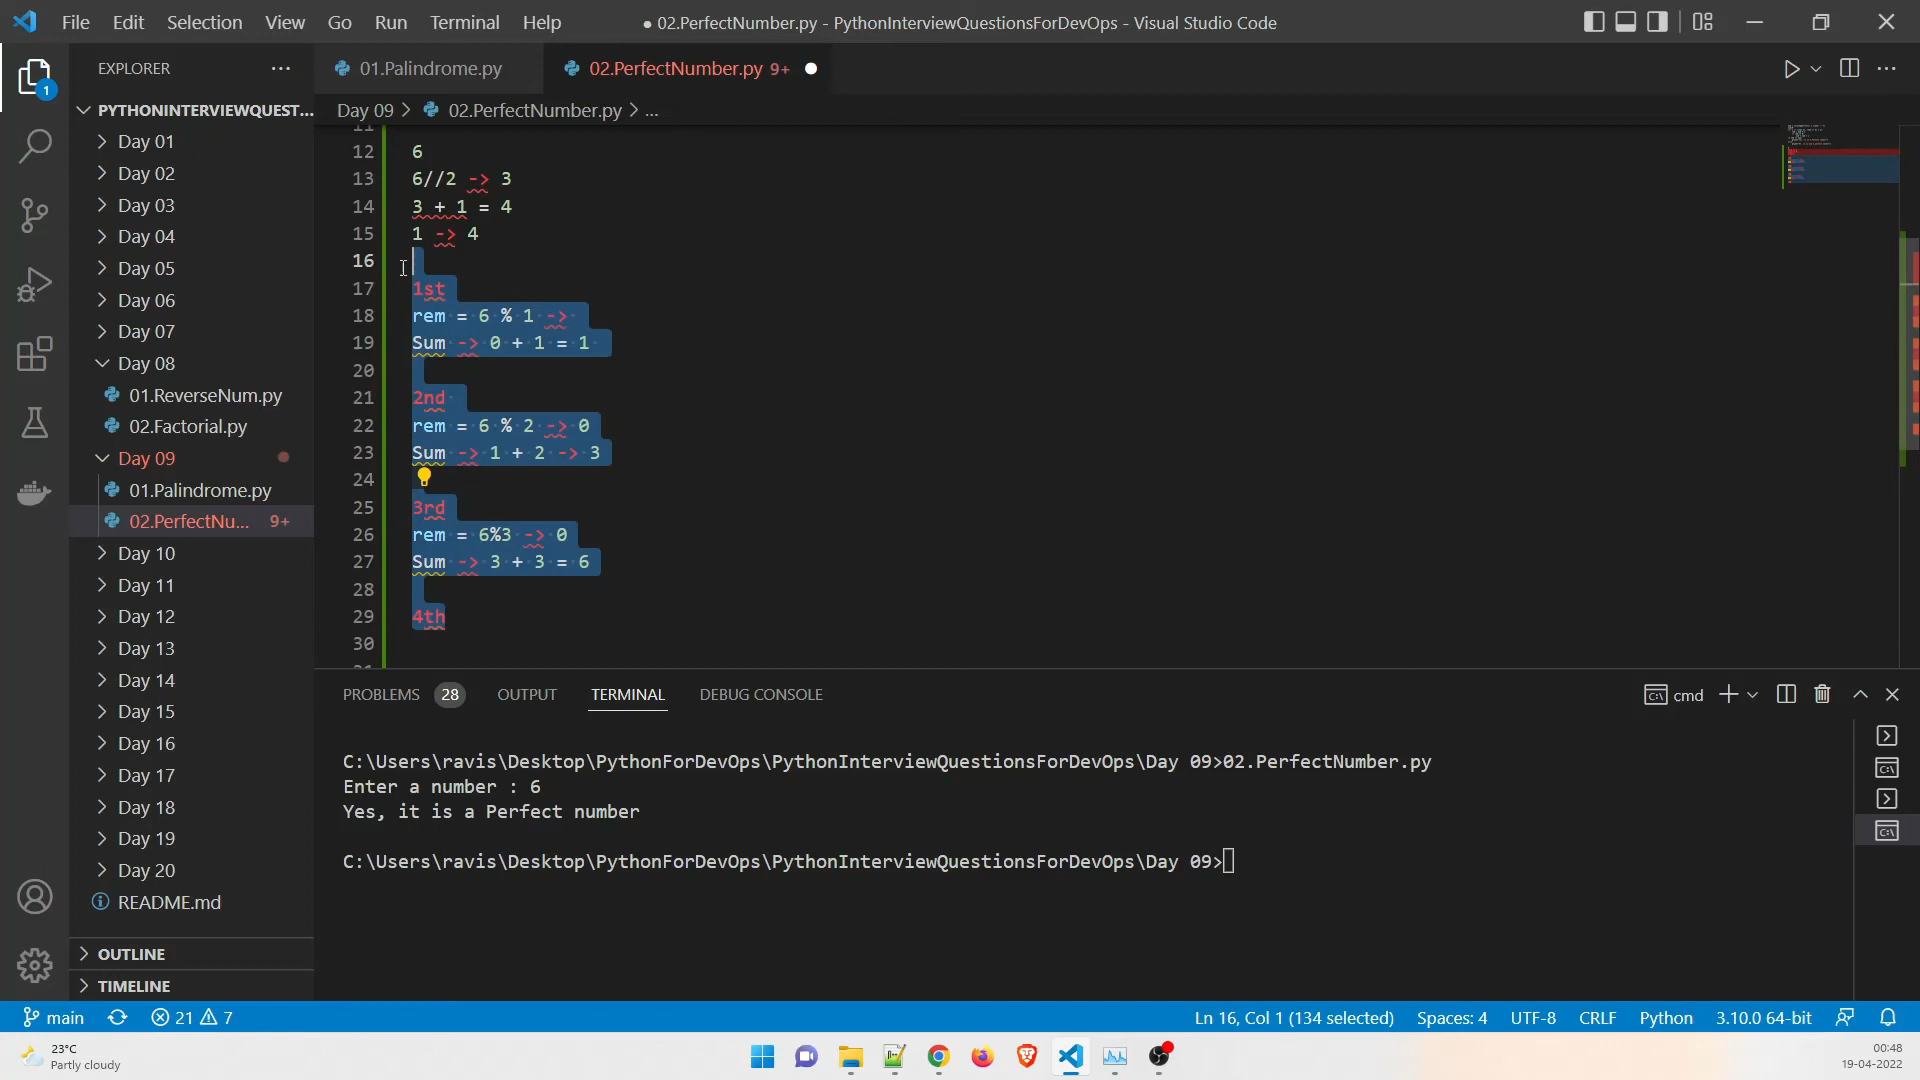 File Edit Selection View Go Run Terminal Help
● 02.PerfectNumber.py - PythonInterviewQuestionsForDevOps - Visual Studio Code
EXPLORER
01.Palindrome.py
02.PerfectNumber.py 9+
1
PYTHONINTERVIEWQUEST...
Day 09 > 02.PerfectNumber.py > ...
Day 01
Day 02
Day 03
Day 04
Day 05
Day 06
Day 07
Day 08
01.ReverseNum.py
02.Factorial.py
Day 09
01.Palindrome.py
02.PerfectNu... 9+
Day 10
Day 11
Day 12
Day 13
Day 14
Day 15
Day 16
Day 17
Day 18
Day 19
Day 20
README.md
OUTLINE
TIMELINE
11
12 6
13 6//2 -> 3
14 3 + 1 = 4
15 1 -> 4
16
17 1st
18 rem = 6 % 1 ->
19 Sum -> 0 + 1 = 1
20
21 2nd
22 rem = 6 % 2 -> 0
23 Sum -> 1 + 2 -> 3
24
25 3rd
26 rem = 6%3 -> 0
27 Sum -> 3 + 3 = 6
28
29 4th
30
PROBLEMS 28 OUTPUT TERMINAL DEBUG CONSOLE
cmd
C:\Users\ravis\Desktop\PythonForDevOps\PythonInterviewQuestionsForDevOps\Day 09>02.PerfectNumber.py
Enter a number : 6
Yes, it is a Perfect number
C:\Users\ravis\Desktop\PythonForDevOps\PythonInterviewQuestionsForDevOps\Day 09>
main 21 7
Ln 16, Col 1 (134 selected) Spaces: 4 UTF-8 CRLF Python 3.10.0 64-bit
23°C
Partly cloudy
00:48
19-04-2022